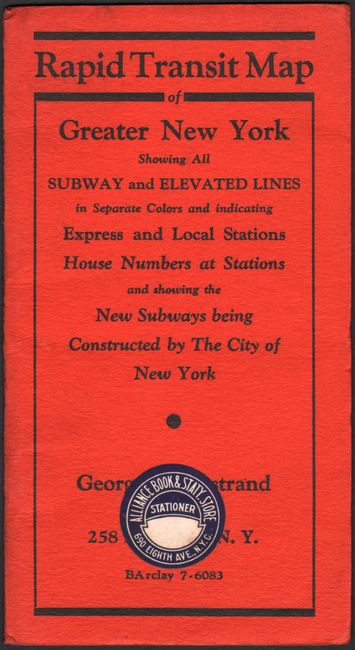 Rapid Transit Map
of
Greater New York
Showing All
SUBWAY and ELEVATED LINES
in Separate Colors and indicating
Express and Local Stations
House Numbers at Stations
and showing the
New Subways being
Constructed by The City of
New York
258 N. Y.
BArclay 7-6083
ALLIANCE BOOK & STATY. STORE
STATIONER
690 EIGHTH AVE., N.Y.C.